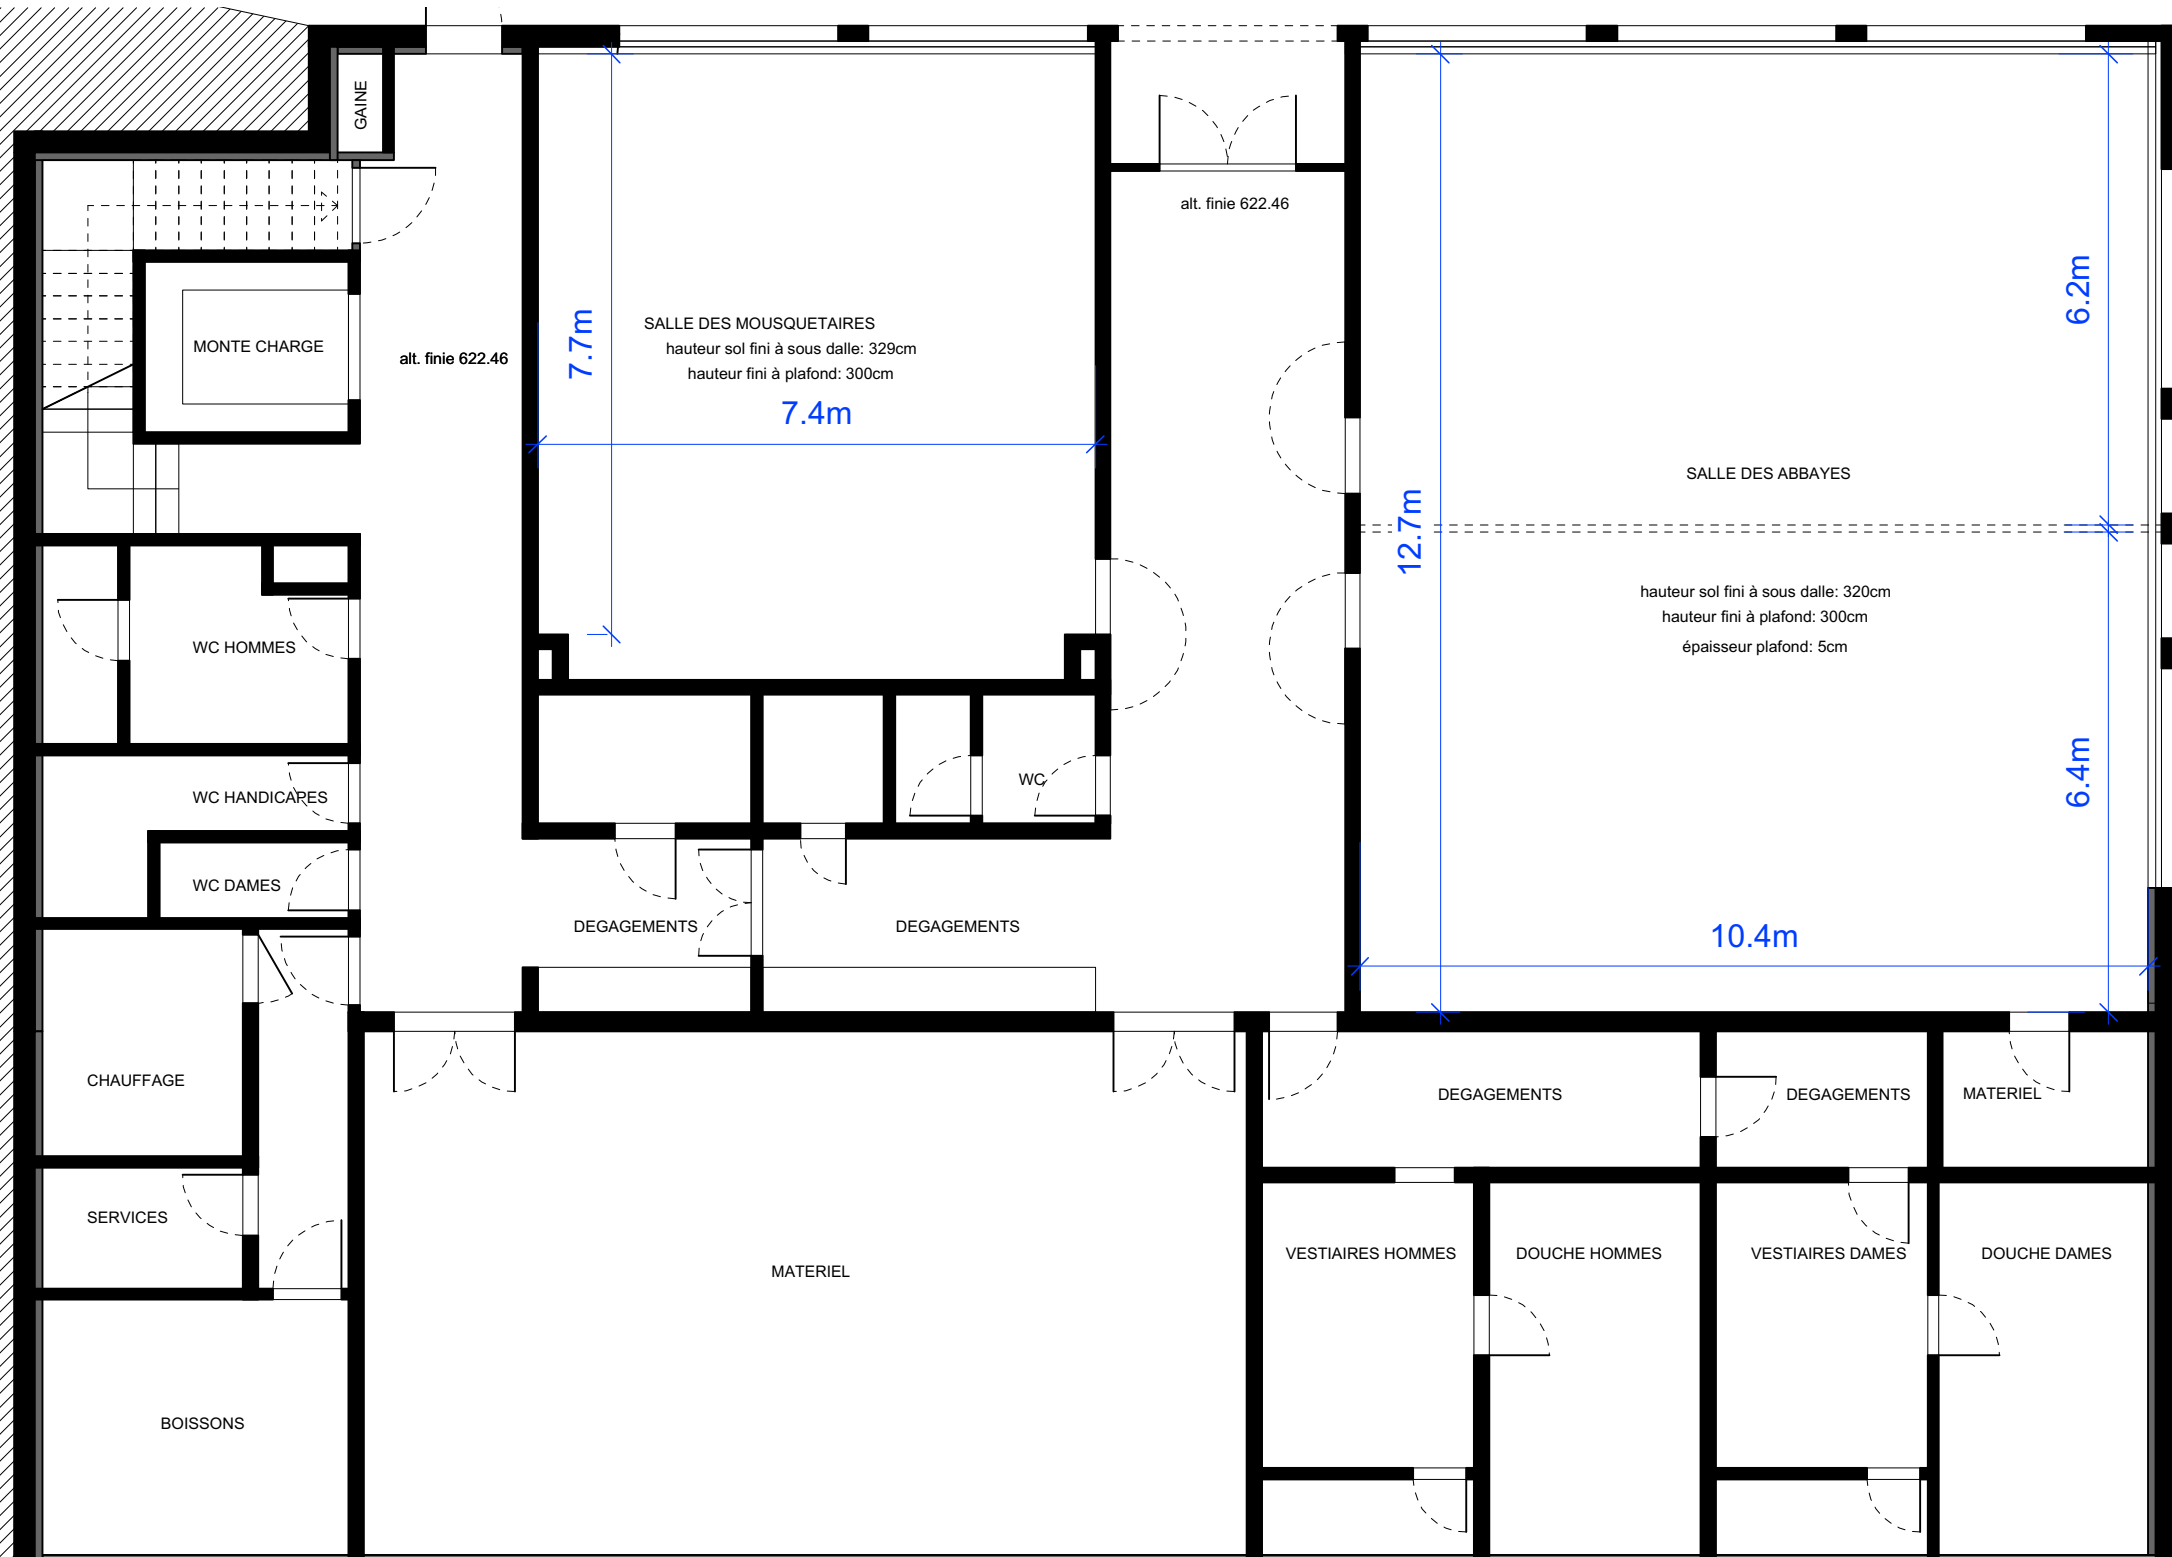 GAINE
alt. finie 622.46
6.2m
MONTE CHARGE
alt. finie 622.46
7.7m
SALLE DES MOUSQUETAIRES
hauteur sol fini à sous dalle: 329cm
hauteur fini à plafond: 300cm
7.4m
SALLE DES ABBAYES
12.7m
hauteur sol fini à sous dalle: 320cm
hauteur fini à plafond: 300cm
épaisseur plafond: 5cm
WC HOMMES
WC HANDICAPES
WC
6.4m
WC DAMES
DEGAGEMENTS
DEGAGEMENTS
10.4m
CHAUFFAGE
DEGAGEMENTS
DEGAGEMENTS
MATERIEL
SERVICES
MATERIEL
VESTIAIRES HOMMES
DOUCHE HOMMES
VESTIAIRES DAMES
DOUCHE DAMES
BOISSONS